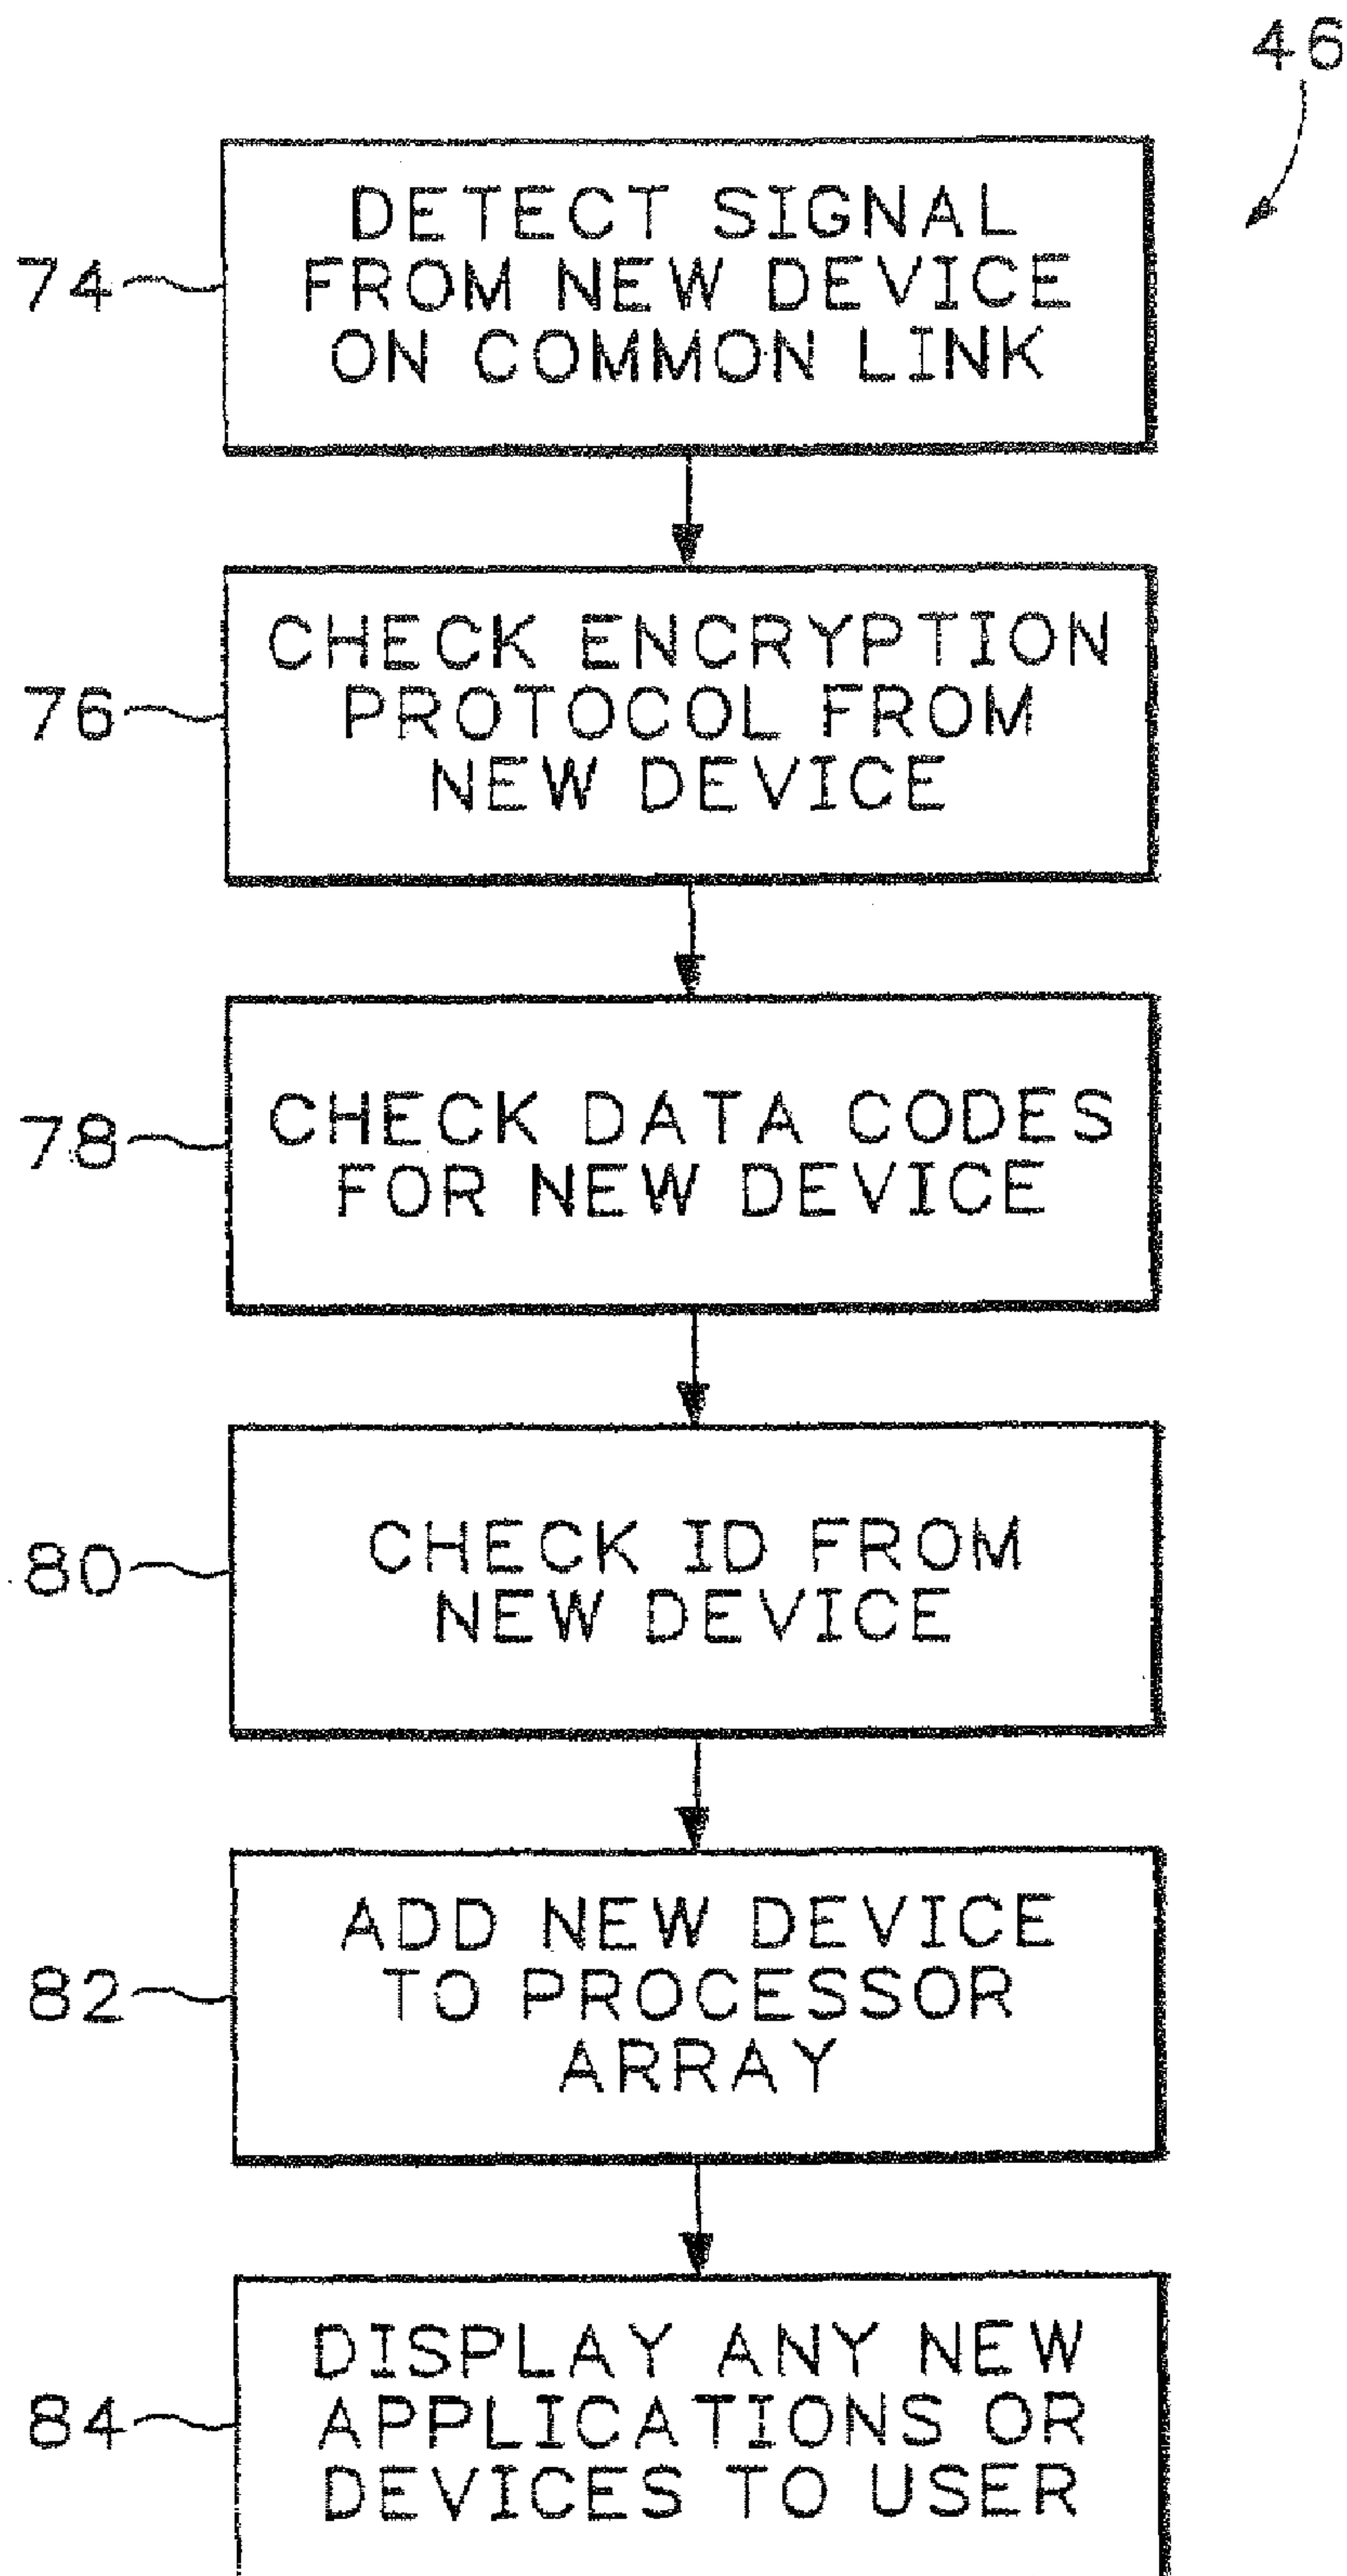 46
74
DETECT SIGNAL
FROM NEW DEVICE
ON COMMON LINK
76
CHECK ENCRYPTION
PROTOCOL FROM
NEW DEVICE
78
CHECK DATA CODES
FOR NEW DEVICE
80
CHECK ID FROM
NEW DEVICE
82
ADD NEW DEVICE
TO PROCESSOR
ARRAY
84
DISPLAY ANY NEW
APPLICATIONS OR
DEVICES TO USER